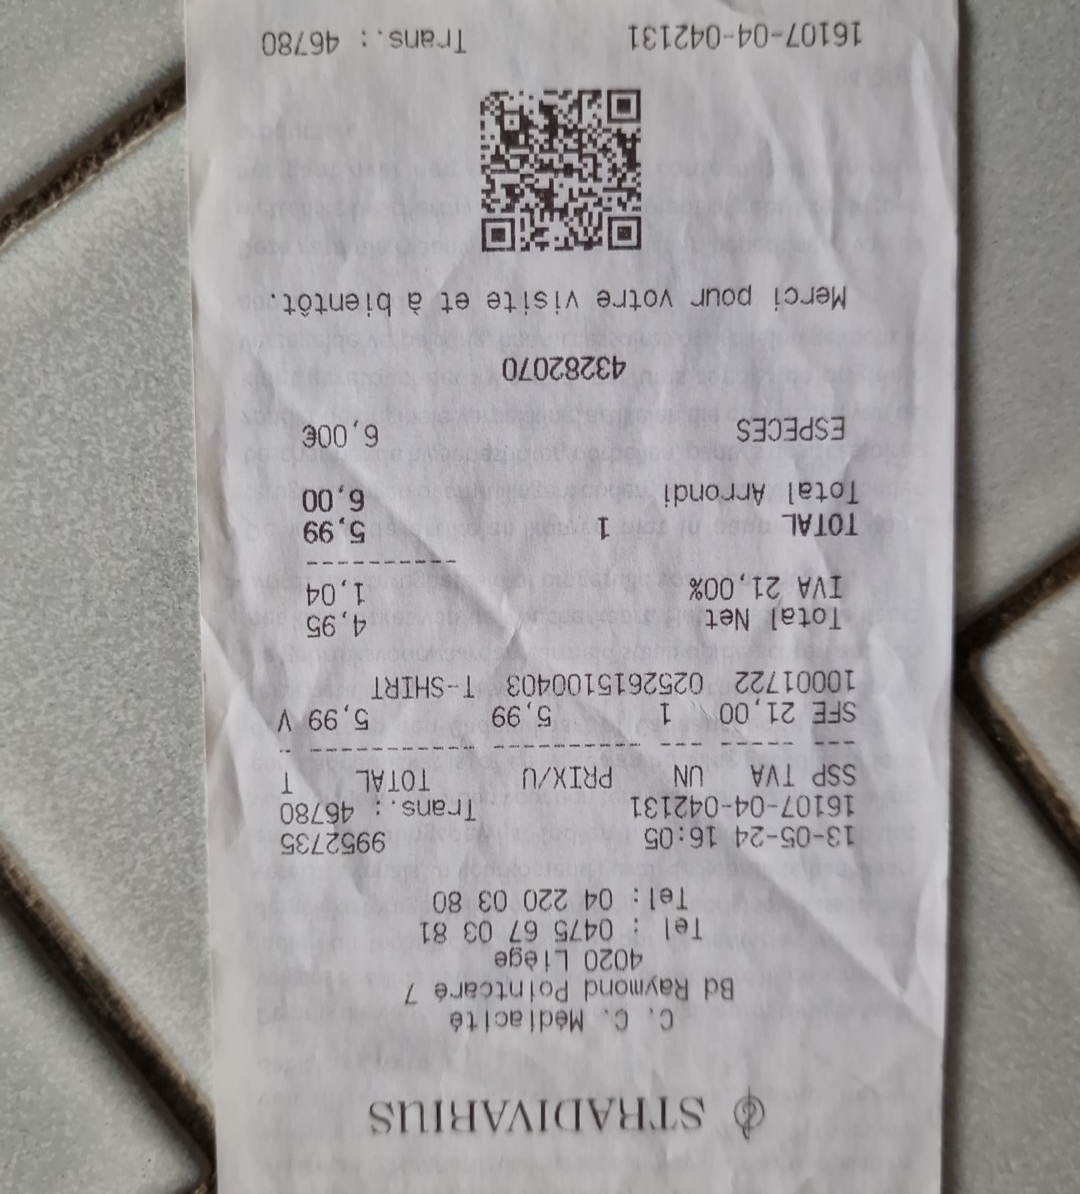 STRADIVARIUS
C. C. Médiacité
Bd Raymond Pointcaré 7
4020 Liège
Tel : 0475 67 03 81
Tel: 04 220 03 80
13-05-24 16:05 9952735
16107-04-042131 Trans.: 46780
SSP TVA UN PRIX/U TOTAL T
--- ---- --- ---------- ----------- -
SFE 21,00 1 5,99 5,99 V
10001722 0252615100403 T-SHIRT
Total Net 4,95
IVA 21,00% 1,04
----------
TOTAL 1 5,99
Total Arrondi 6,00
ESPECES 6,00€
43282070
Merci pour votre visite et à bientôt.
16107-04-042131 Trans.: 46780